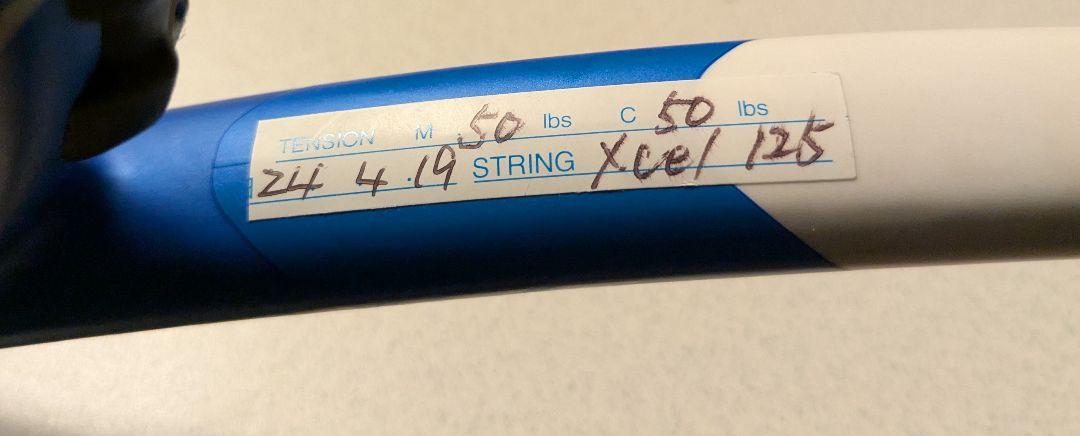 TENSION M 50 lbs C 50 lbs
24 4.19 STRING Xcel 125